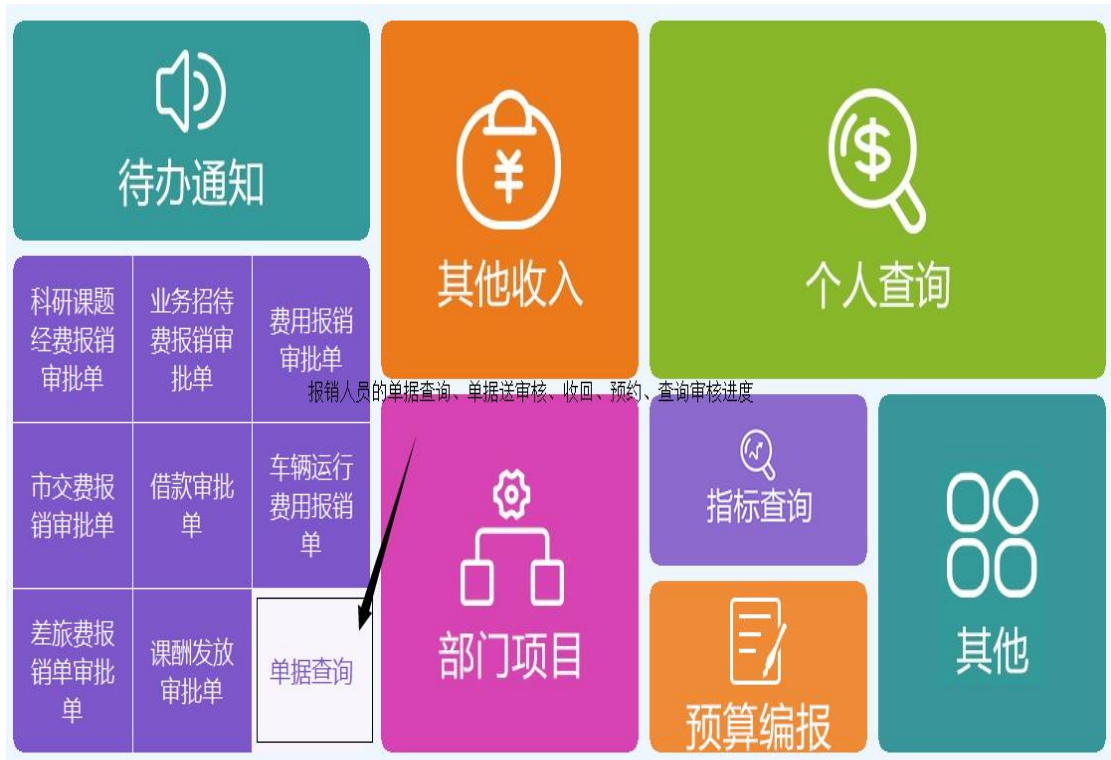 待办通知
其他收入
个人查询
科研课题
经费报销
审批单
业务招待
费报销审
批单
费用报销
审批单
报销人员的单据查询、单据送审核、收回、预约、查询审核进度
市交费报
销审批单
借款审批
单
车辆运行
费用报销
单
差旅费报
销单审批
单
课酬发放
审批单
单据查询
部门项目
指标查询
预算编报
其他